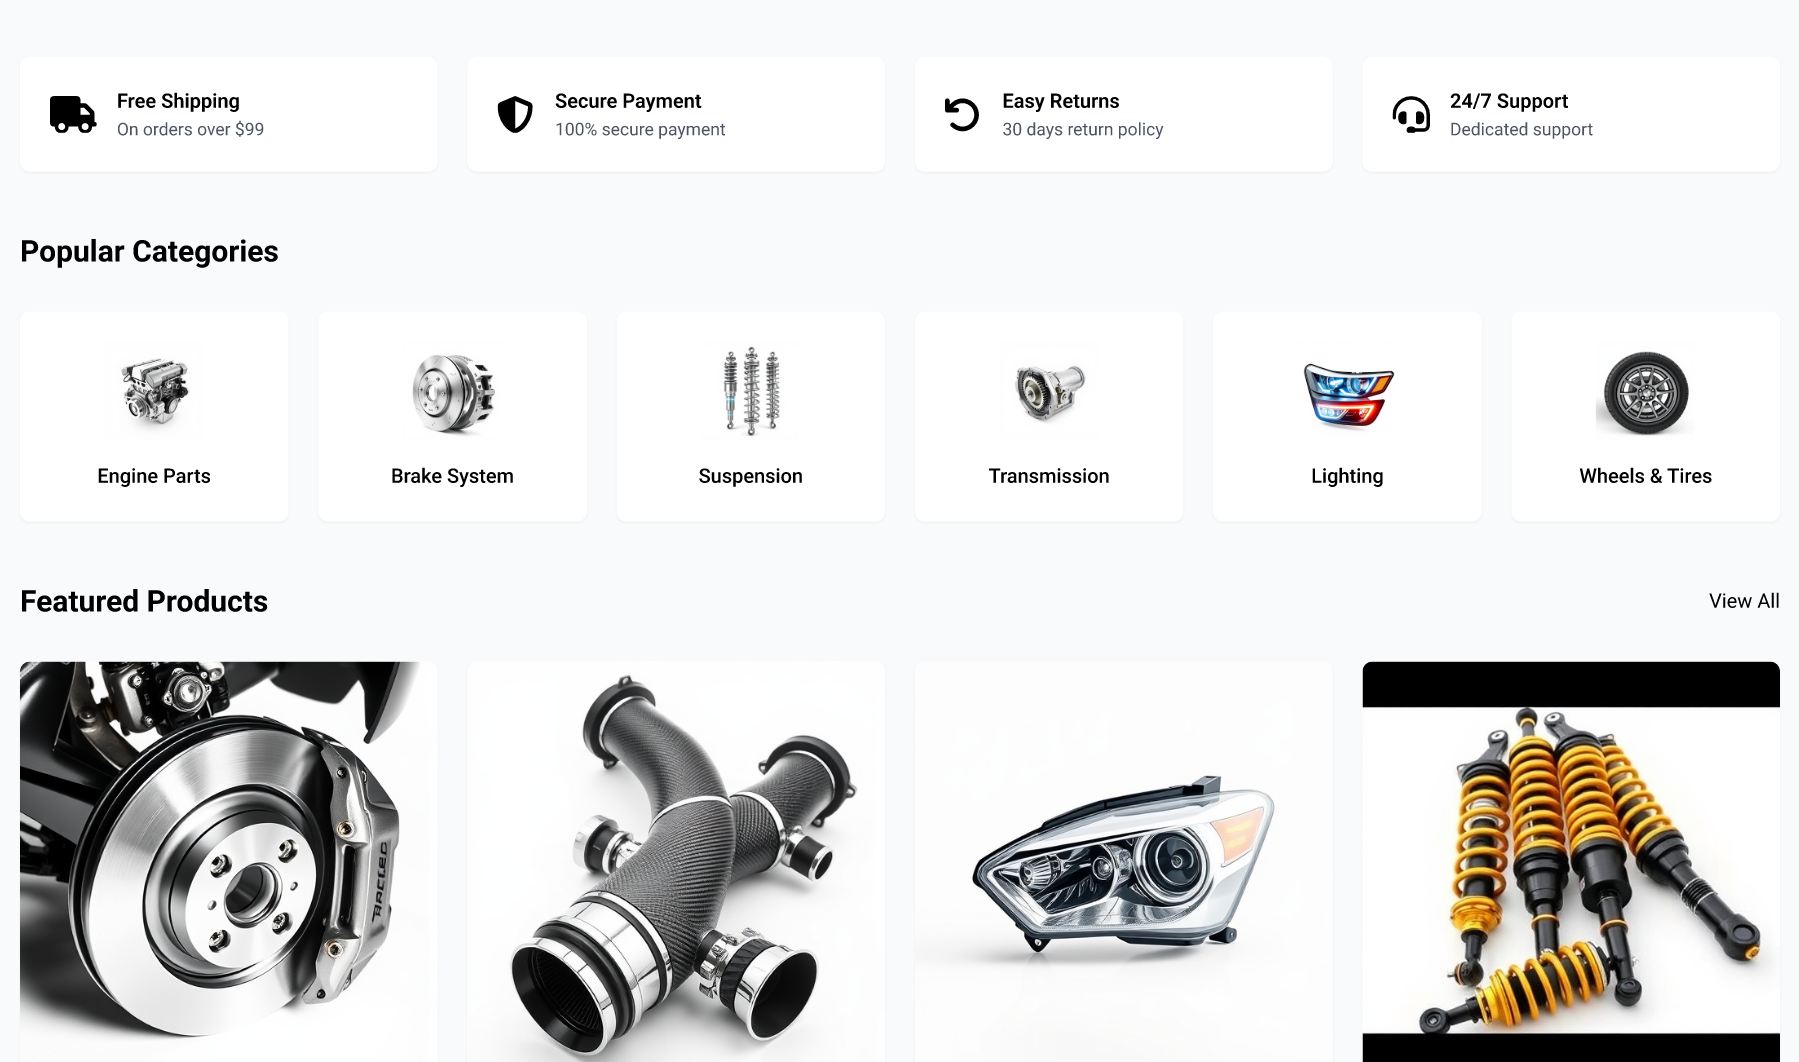 Free Shipping
On orders over $99
Secure Payment
100% secure payment
Easy Returns
30 days return policy
24/7 Support
Dedicated support
Popular Categories
Engine Parts
Brake System
Suspension
Transmission
Lighting
Wheels & Tires
Featured Products
View All